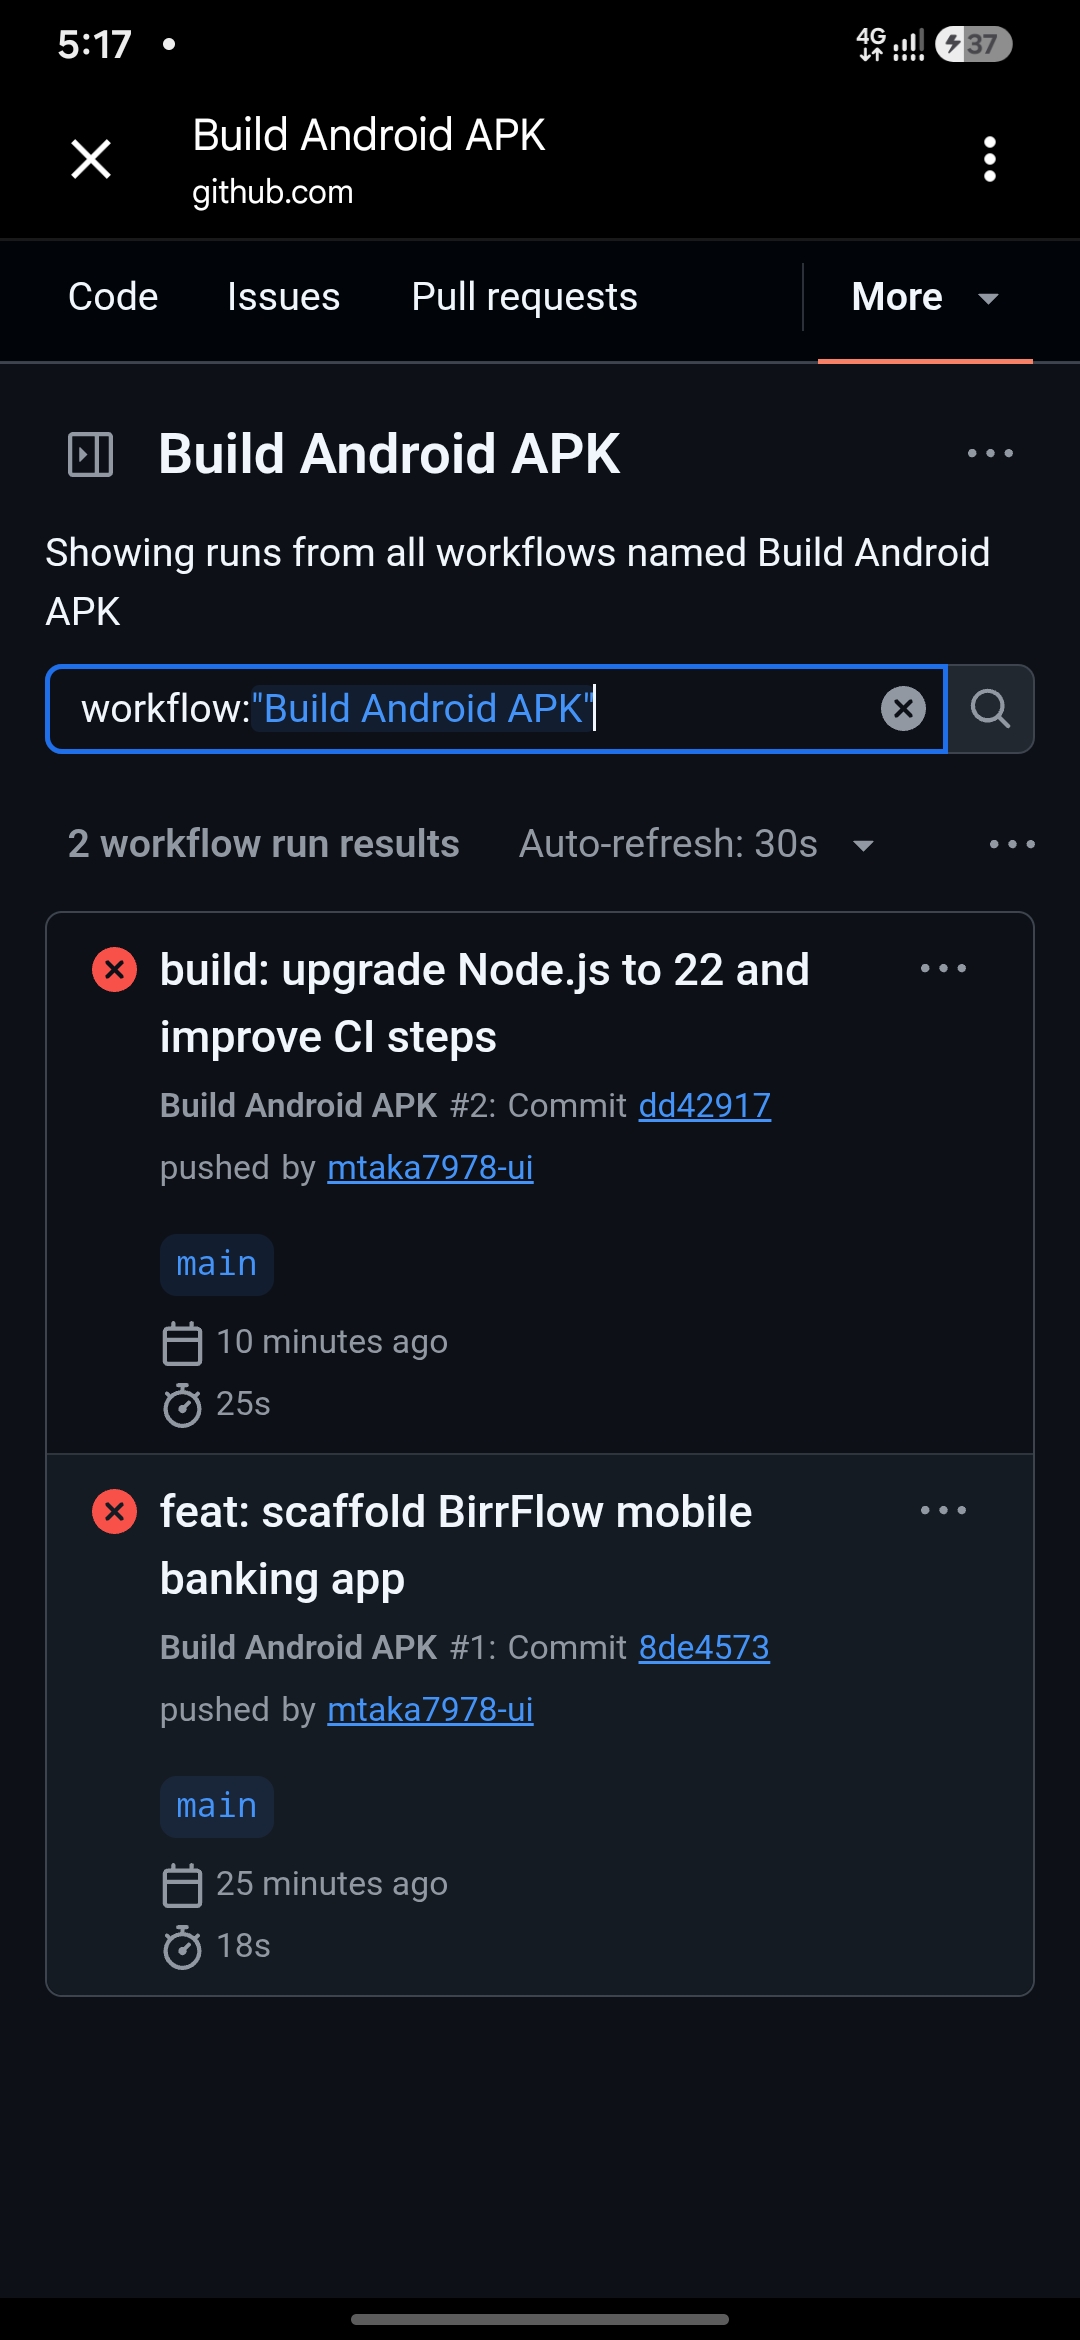 5:17
4G
37
Build Android APK
github.com
Code Issues Pull requests More
Build Android APK
Showing runs from all workflows named Build Android
APK
workflow:"Build Android APK"
2 workflow run results Auto-refresh: 30s
build: upgrade Node.js to 22 and
improve CI steps
Build Android APK #2: Commit dd42917
pushed by mtaka7978-ui
main
10 minutes ago
25s
feat: scaffold BirrFlow mobile
banking app
Build Android APK #1: Commit 8de4573
pushed by mtaka7978-ui
main
25 minutes ago
18s